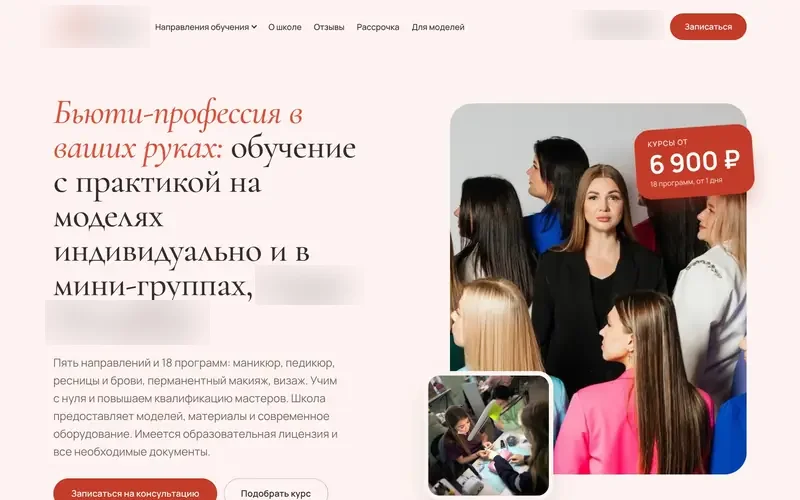 Направления обучения
О школе
Отзывы
Рассрочка
Для моделей
Записаться
Бьюти-профессия в
ваших руках: обучение
с практикой на
моделях
индивидуально и в
мини-группах,
КУРСЫ ОТ
6 900 ₽
18 программ, от 1 дня
Пять направлений и 18 программ: маникюр, педикюр,
ресницы и брови, перманентный макияж, визаж. Учим
с нуля и повышаем квалификацию мастеров. Школа
предоставляет моделей, материалы и современное
оборудование. Имеется образовательная лицензия и
все необходимые документы.
Записаться на консультацию
Подобрать курс